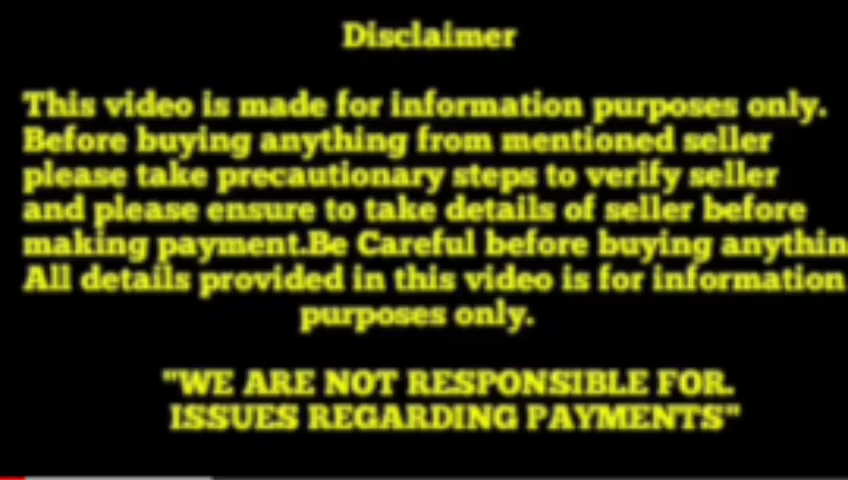 Disclaimer
This video is made for information purposes only.
Before buying anything from mentioned seller
please take precautionary steps to verify seller
and please ensure to take details of seller before
making payment.Be Careful before buying anythin
All details provided in this video is for information
purposes only.
"WE ARE NOT RESPONSIBLE FOR.
ISSUES REGARDING PAYMENTS"